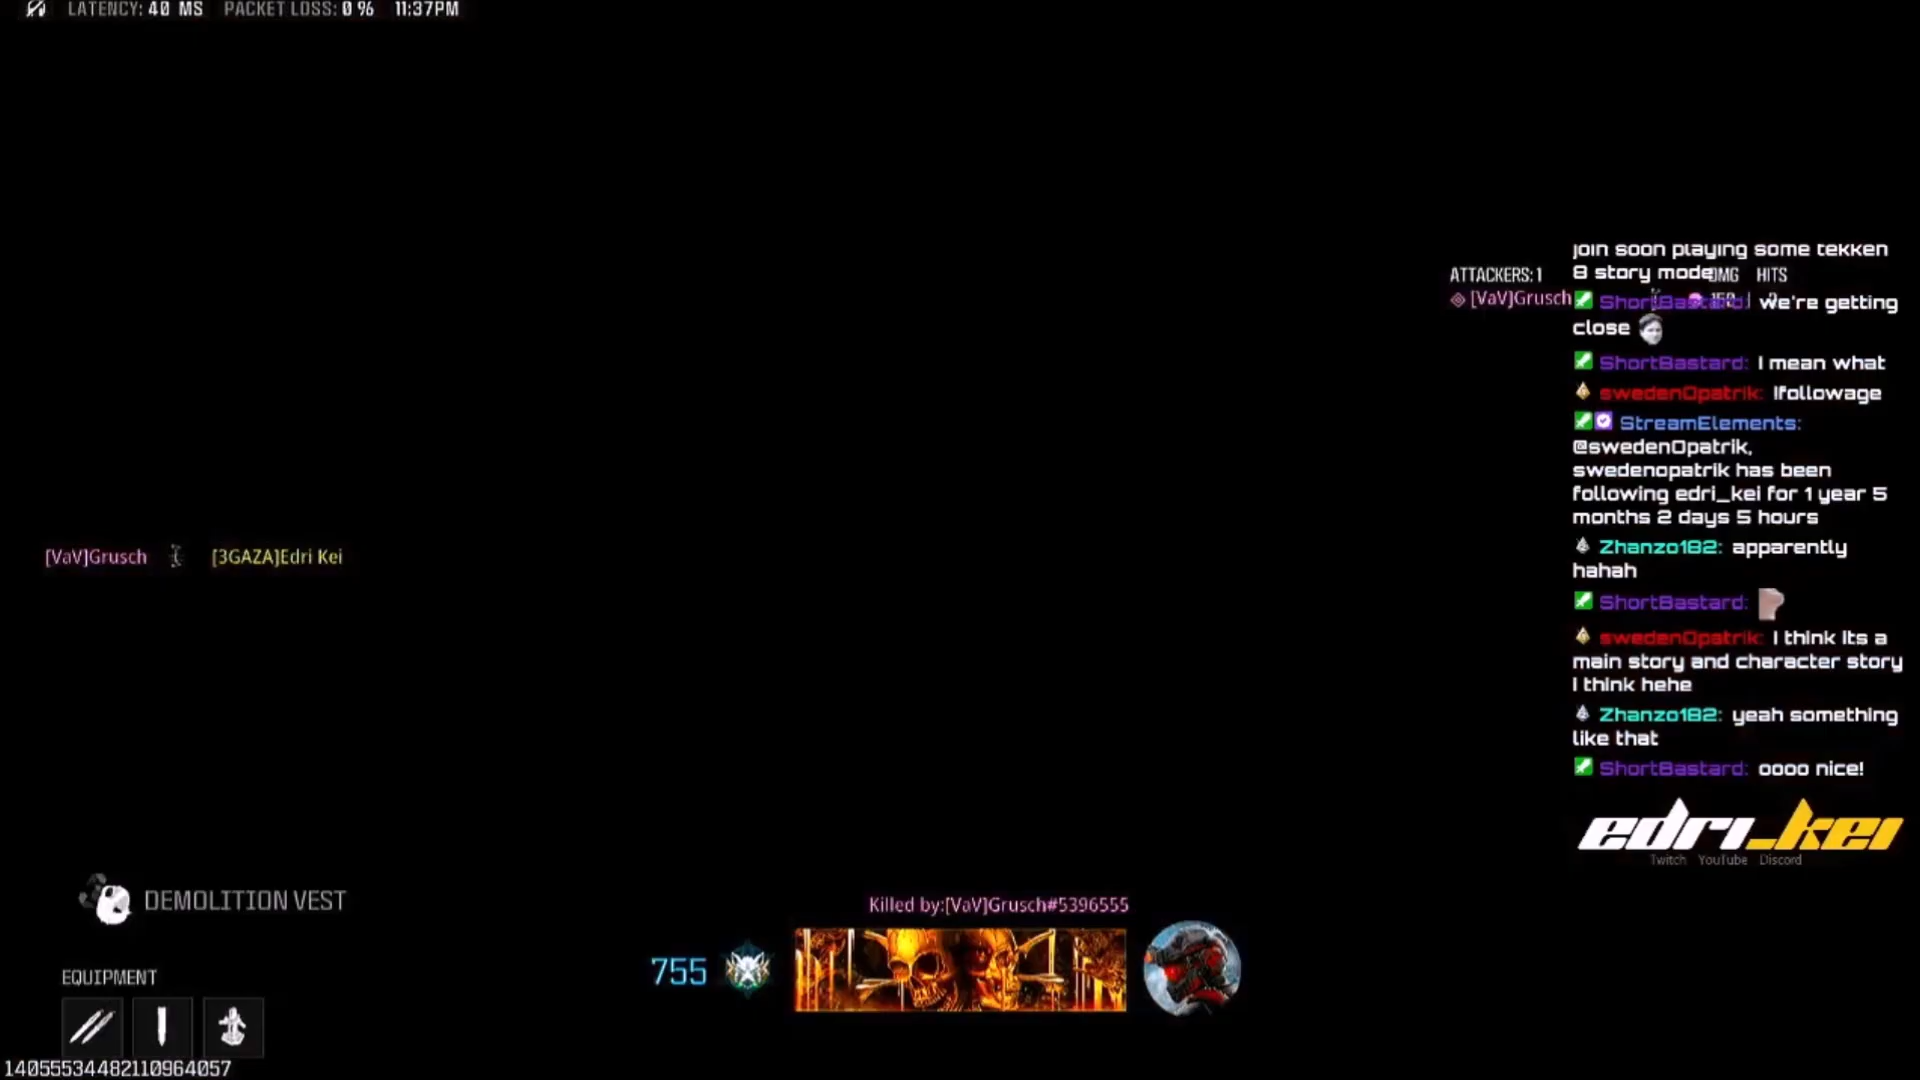 LATENCY: 40 MS PACKET LOSS: 0 % 11:37PM
join soon playing some tekken
8 story mode
ATTACKERS: 1 DMG HITS
[VaV]Grusch
ShortBastard: we're getting
close
ShortBastard: I mean what
swedenOpatrik: !followage
StreamElements:
@swedenOpatrik,
swedenopatrik has been
following edri_kei for 1 year 5
months 2 days 5 hours
Zhanzo182: apparently
hahah
[VaV]Grusch [3GAZA]Edri Kei
ShortBastard:
swedenOpatrik: I think its a
main story and character story
I think hehe
Zhanzo182: yeah something
like that
ShortBastard: oooo nice!
edri_kei
Twitch YouTube Discord
DEMOLITION VEST
Killed by:[VaV]Grusch#5396555
755
EQUIPMENT
14055534482110964057